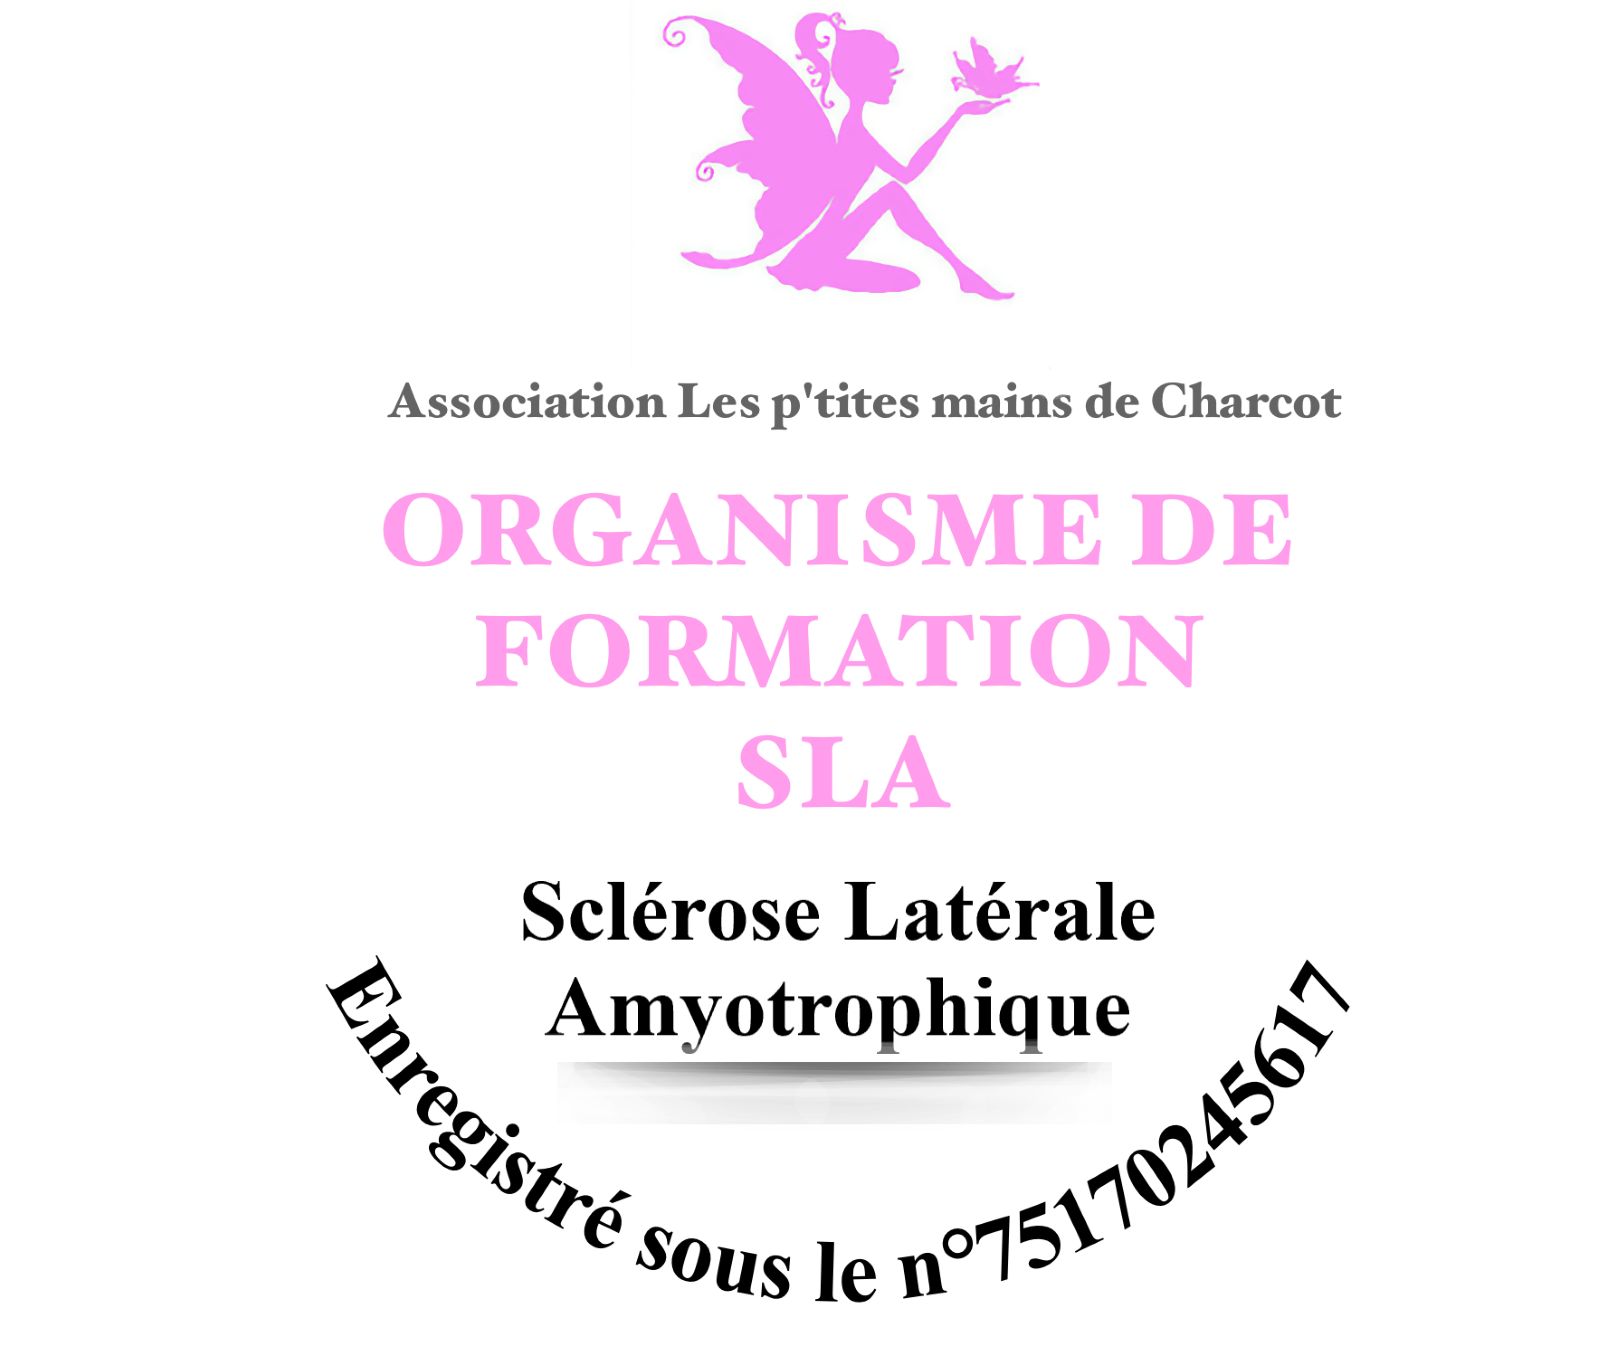 Association Les p'tites mains de Charcot
ORGANISME DE
FORMATION
SLA
Sclérose Latérale
Amyotrophique
Enregistré sous le n°75170245617